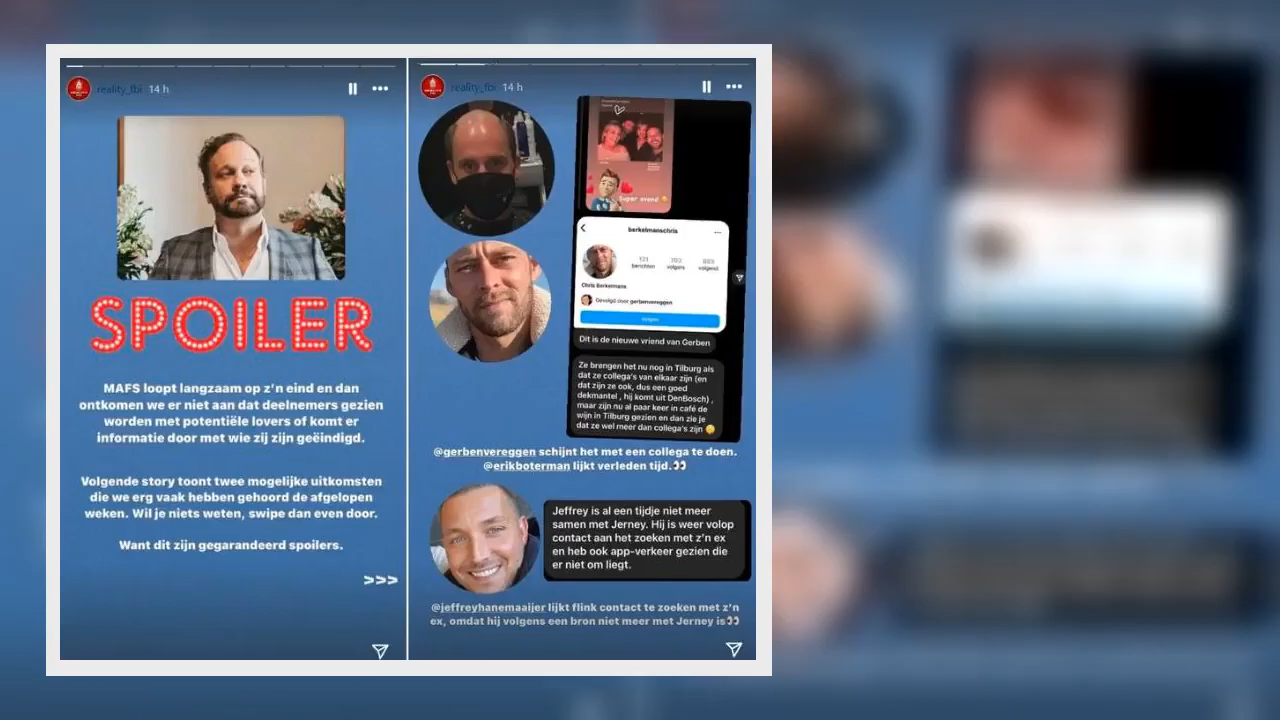 reality_fbi 14 h
SPOILER
MAFS loopt langzaam op z'n eind en dan
ontkomen we er niet aan dat deelnemers gezien
worden met potentiële lovers of komt er
informatie door met wie zij zijn geëindigd.
Volgende story toont twee mogelijke uitkomsten
die we erg vaak hebben gehoord de afgelopen
weken. Wil je niets weten, swipe dan even door.
Want dit zijn gegarandeerd spoilers.
>>>
reality_fbi 14 h
Super avond
berkelmanschris
121
berichten
volgers
volgend
Chris Berkelmans
Gevolgd door gerbenvereggen
Volgen
Dit is de nieuwe vriend van Gerben
Ze brengen het nu nog in Tilburg als
dat ze collega's van elkaar zijn (en
dat zijn ze ook, dus een goed
dekmantel , hij komt uit DenBosch) ,
maar zijn nu al paar keer in café de
wijn in Tilburg gezien en dan zie je
dat ze wel meer dan collega's zijn
@gerbenvereggen schijnt het met een collega te doen.
@erikboterman lijkt verleden tijd.👀
Jeffrey is al een tijdje niet meer
samen met Jerney. Hij is weer volop
contact aan het zoeken met z'n ex
en heb ook app-verkeer gezien die
er niet om liegt.
@jeffreyhanemaaijer lijkt flink contact te zoeken met z'n
ex, omdat hij volgens een bron niet meer met Jerney is👀